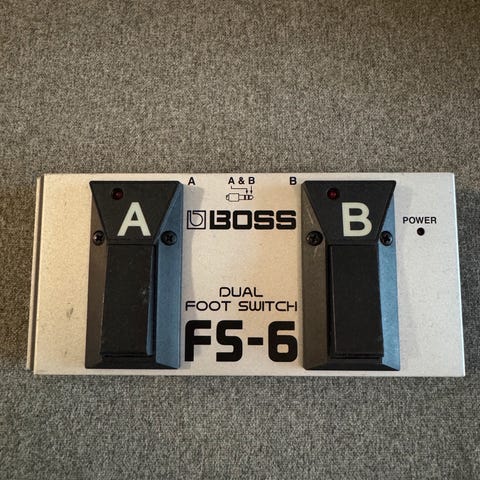 A A & B B
A B
BOSS
POWER
DUAL
FOOT SWITCH
FS-6